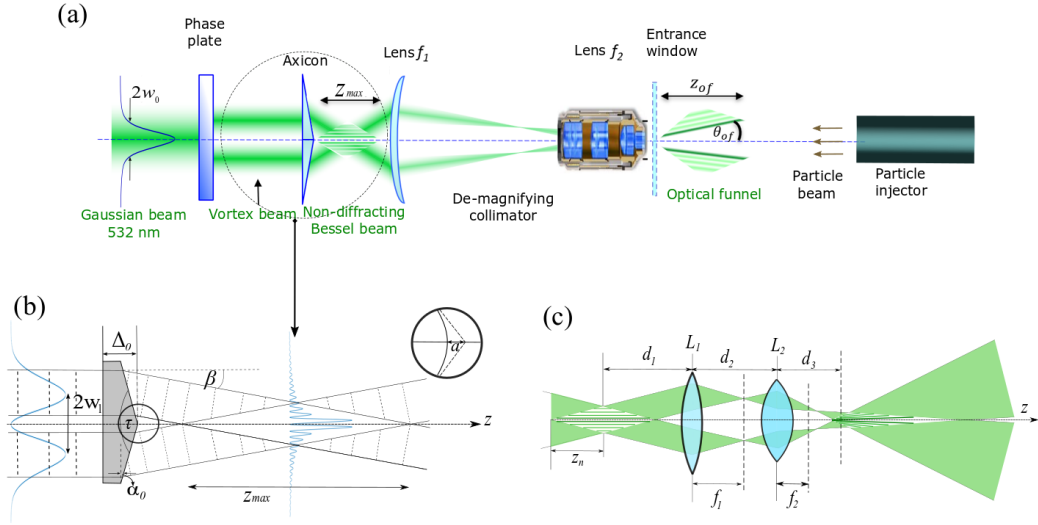 (a)
Phase
plate
Axicon
Lens f1
Lens f2
Entrance
window
2w0
zmax
zof
θof
Gaussian beam
532 nm
Vortex beam
Non-diffracting
Bessel beam
De-magnifying
collimator
Optical funnel
Particle
beam
Particle
injector
(b)
Δ0
β
a
2w1
τ
z
α0
zmax
(c)
L1
L2
d1
d2
d3
z
zn
f1
f2